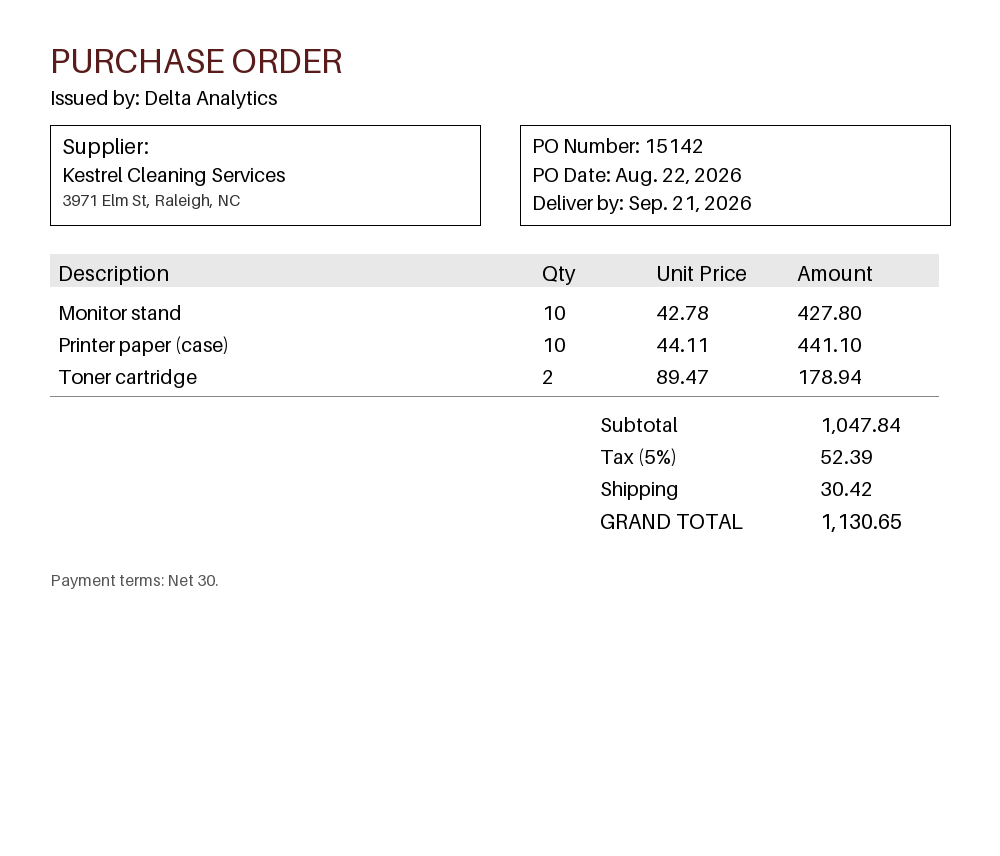 PURCHASE ORDER
Issued by: Delta Analytics
Supplier:
Kestrel Cleaning Services
3971 Elm St, Raleigh, NC
PO Number: 15142
PO Date: Aug. 22, 2026
Deliver by: Sep. 21, 2026
Description Qty Unit Price Amount
Monitor stand 10 42.78 427.80
Printer paper (case) 10 44.11 441.10
Toner cartridge 2 89.47 178.94
Subtotal 1,047.84
Tax (5%) 52.39
Shipping 30.42
GRAND TOTAL 1,130.65
Payment terms: Net 30.